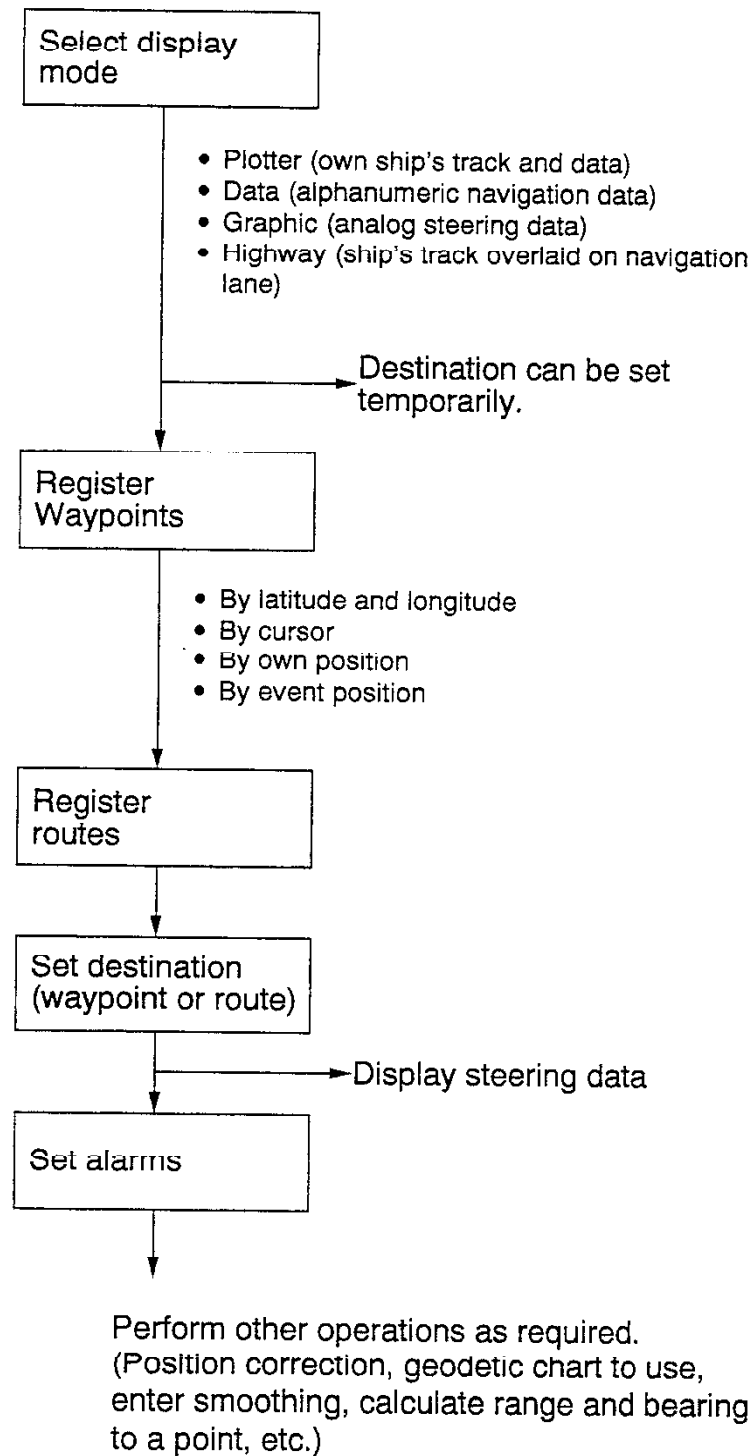 Select display
mode
• Plotter (own ship's track and data)
• Data (alphanumeric navigation data)
• Graphic (analog steering data)
• Highway (ship's track overlaid on navigation
lane)
Destination can be set
temporarily.
Register
Waypoints
• By latitude and longitude
• By cursor
• By own position
• By event position
Register
routes
Set destination
(waypoint or route)
Display steering data
Set alarms
Perform other operations as required.
(Position correction, geodetic chart to use,
enter smoothing, calculate range and bearing
to a point, etc.)